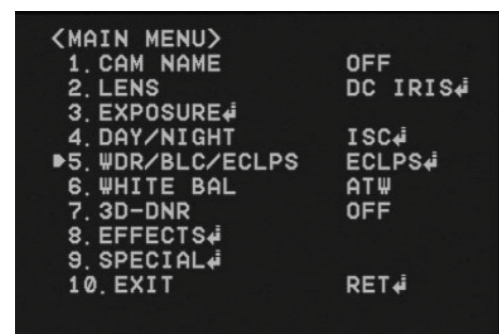 <MAIN MENU>
1. CAM NAME OFF
2. LENS DC IRIS↲
3. EXPOSURE↲
4. DAY/NIGHT ISC↲
▶5. WDR/BLC/ECLPS ECLPS↲
6. WHITE BAL ATW
7. 3D-DNR OFF
8. EFFECTS↲
9. SPECIAL↲
10. EXIT RET↲